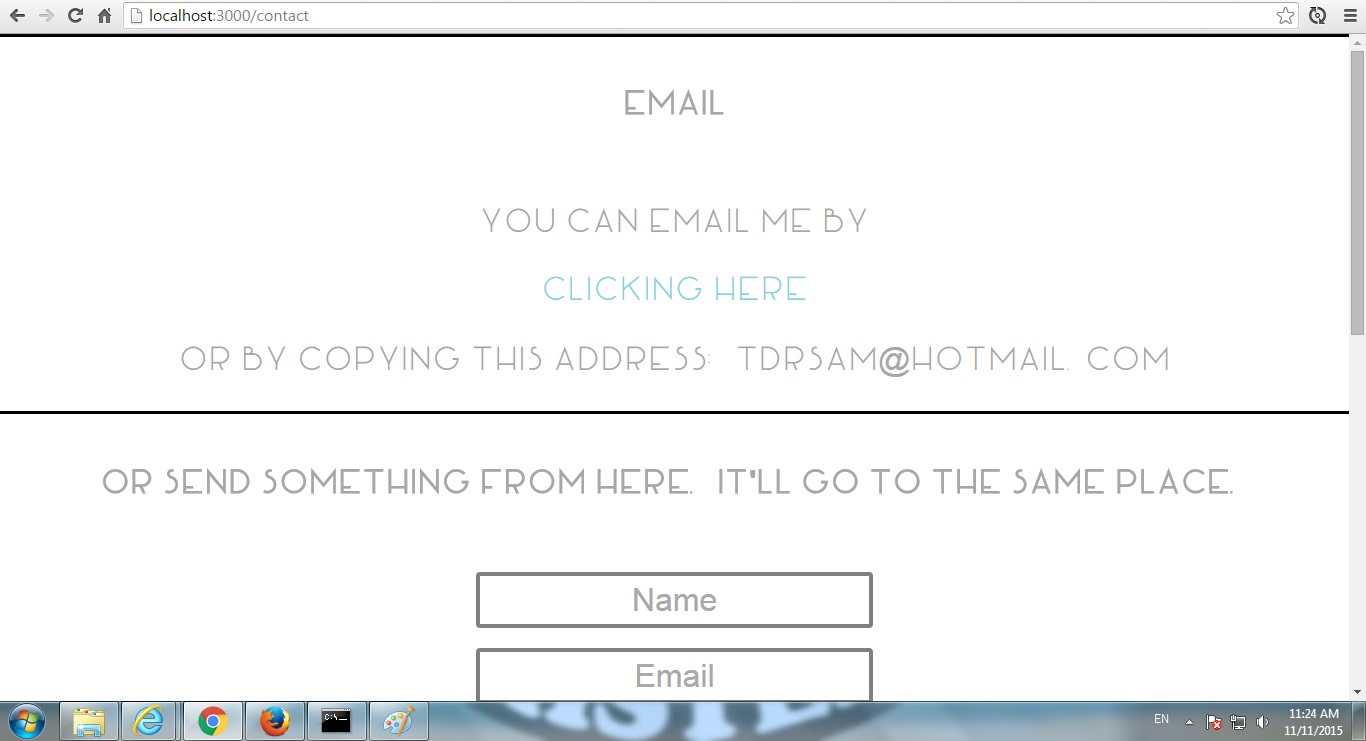 localhost:3000/contact
EMAIL
YOU CAN EMAIL ME BY
CLICKING HERE
OR BY COPYING THIS ADDRESS: TDRSAM@HOTMAIL. COM
OR SEND SOMETHING FROM HERE. IT'LL GO TO THE SAME PLACE.
Name
Email
EN
11:24 AM
11/11/2015